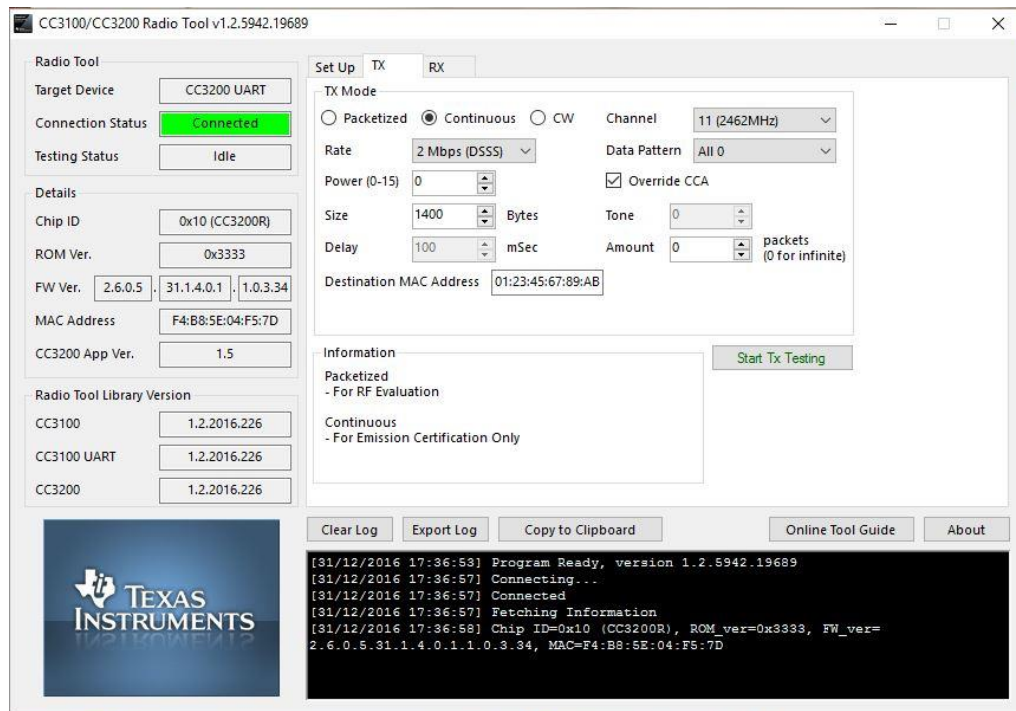 CC3100/CC3200 Radio Tool v1.2.5942.19689
Radio Tool
Target Device CC3200 UART
Connection Status Connected
Testing Status Idle
Details
Chip ID 0x10 (CC3200R)
ROM Ver. 0x3333
FW Ver. 2.6.0.5 . 31.1.4.0.1 . 1.0.3.34
MAC Address F4:B8:5E:04:F5:7D
CC3200 App Ver. 1.5
Radio Tool Library Version
CC3100 1.2.2016.226
CC3100 UART 1.2.2016.226
CC3200 1.2.2016.226
TEXAS
INSTRUMENTS
Set Up TX RX
TX Mode
Packetized Continuous CW Channel 11 (2462MHz)
Rate 2 Mbps (DSSS) Data Pattern All 0
Power (0-15) 0 Override CCA
Size 1400 Bytes Tone 0
Delay 100 mSec Amount 0 packets
(0 for infinite)
Destination MAC Address 01:23:45:67:89:AB
Information
Packetized
- For RF Evaluation
Continuous
- For Emission Certification Only
Start Tx Testing
Clear Log Export Log Copy to Clipboard Online Tool Guide About
[31/12/2016 17:36:53] Program Ready, version 1.2.5942.19689
[31/12/2016 17:36:57] Connecting...
[31/12/2016 17:36:57] Connected
[31/12/2016 17:36:57] Fetching Information
[31/12/2016 17:36:58] Chip ID=0x10 (CC3200R), ROM_ver=0x3333, FW_ver=
2.6.0.5.31.1.4.0.1.1.0.3.34, MAC=F4:B8:5E:04:F5:7D